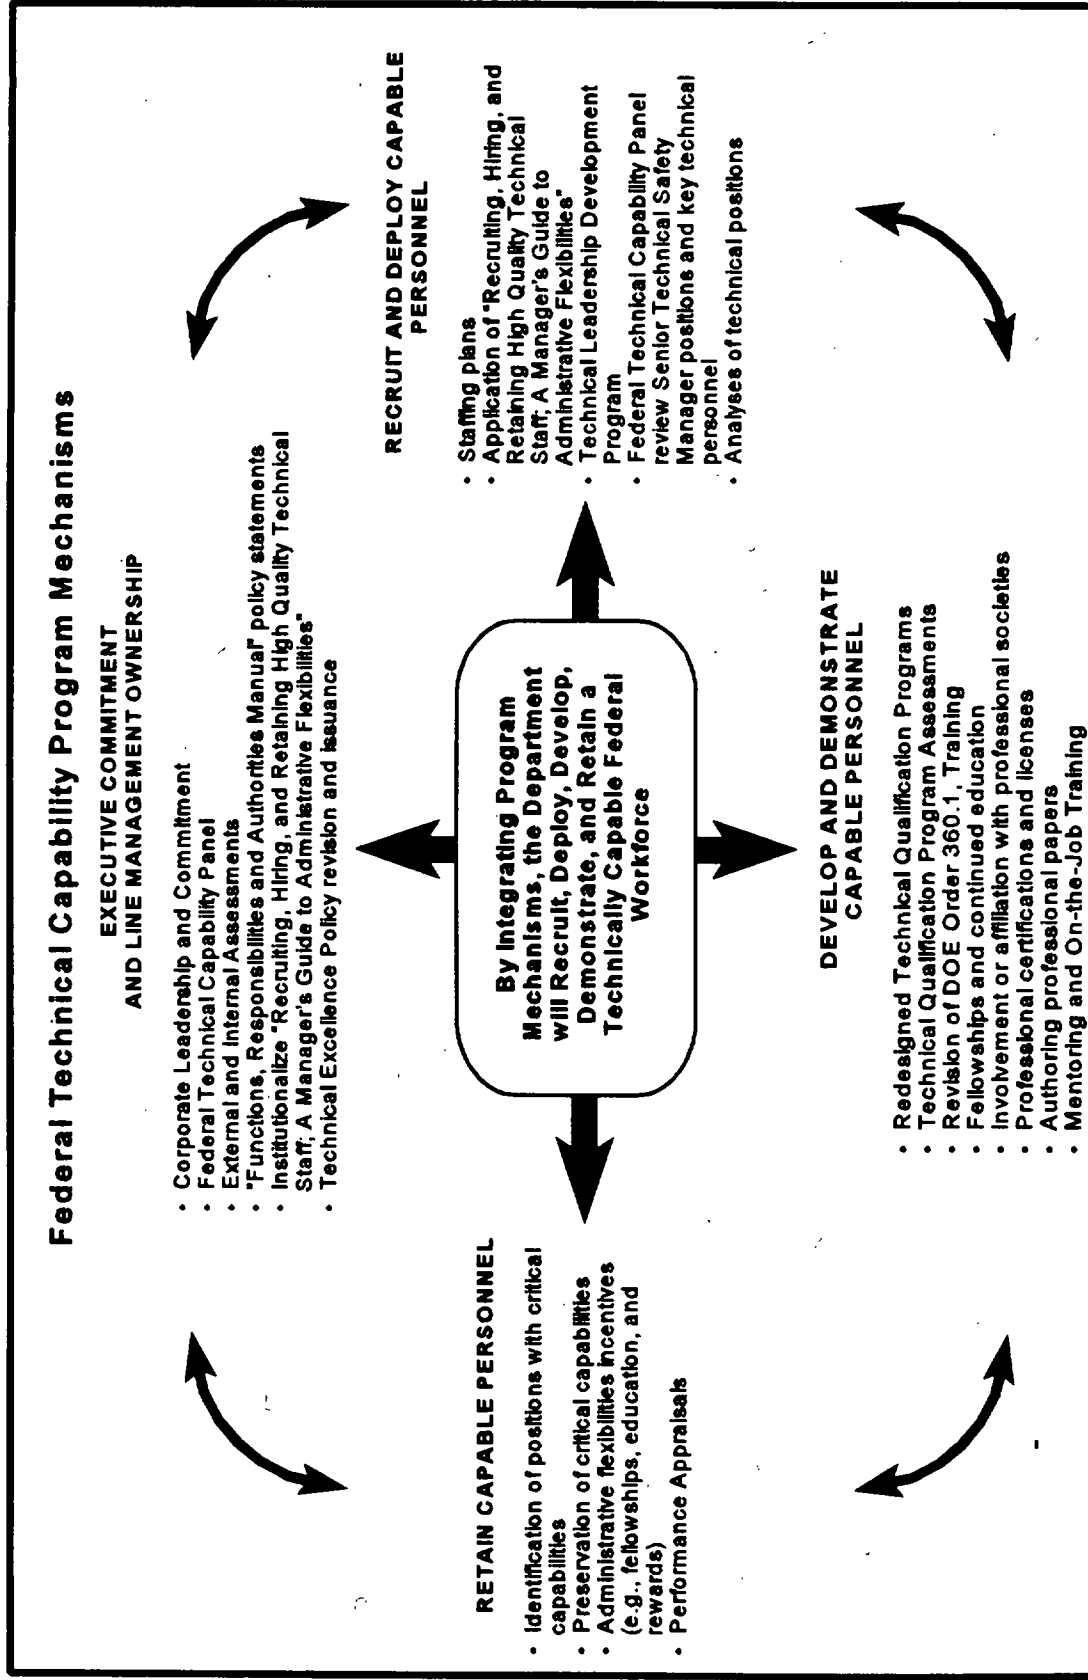 Federal Technical Capability Program Mechanisms
EXECUTIVE COMMITMENT
AND LINE MANAGEMENT OWNERSHIP
• Corporate Leadership and Commitment
• Federal Technical Capability Panel
• External and Internal Assessments
• "Functions, Responsibilities and Authorities Manual" policy statements
• Institutionalize "Recruiting, Hiring, and Retaining High Quality Technical
Staff; A Manager's Guide to Administrative Flexibilities"
• Technical Excellence Policy revision and issuance
RETAIN CAPABLE PERSONNEL
• Identification of positions with critical
capabilities
• Preservation of critical capabilities
• Administrative flexibilities incentives
(e.g., fellowships, education, and
rewards)
• Performance Appraisals
By Integrating Program
Mechanisms, the Department
will Recruit, Deploy, Develop,
Demonstrate, and Retain a
Technically Capable Federal
Workforce
RECRUIT AND DEPLOY CAPABLE
PERSONNEL
• Staffing plans
• Application of "Recruiting, Hiring, and
Retaining High Quality Technical
Staff; A Manager's Guide to
Administrative Flexibilities"
• Technical Leadership Development
Program
• Federal Technical Capability Panel
review Senior Technical Safety
Manager positions and key technical
personnel
• Analyses of technical positions
DEVELOP AND DEMONSTRATE
CAPABLE PERSONNEL
• Redesigned Technical Qualification Programs
• Technical Qualification Program Assessments
• Revision of DOE Order 360.1, Training
• Fellowships and continued education
• Involvement or affiliation with professional societies
• Professional certifications and licenses
• Authoring professional papers
• Mentoring and On-the-Job Training